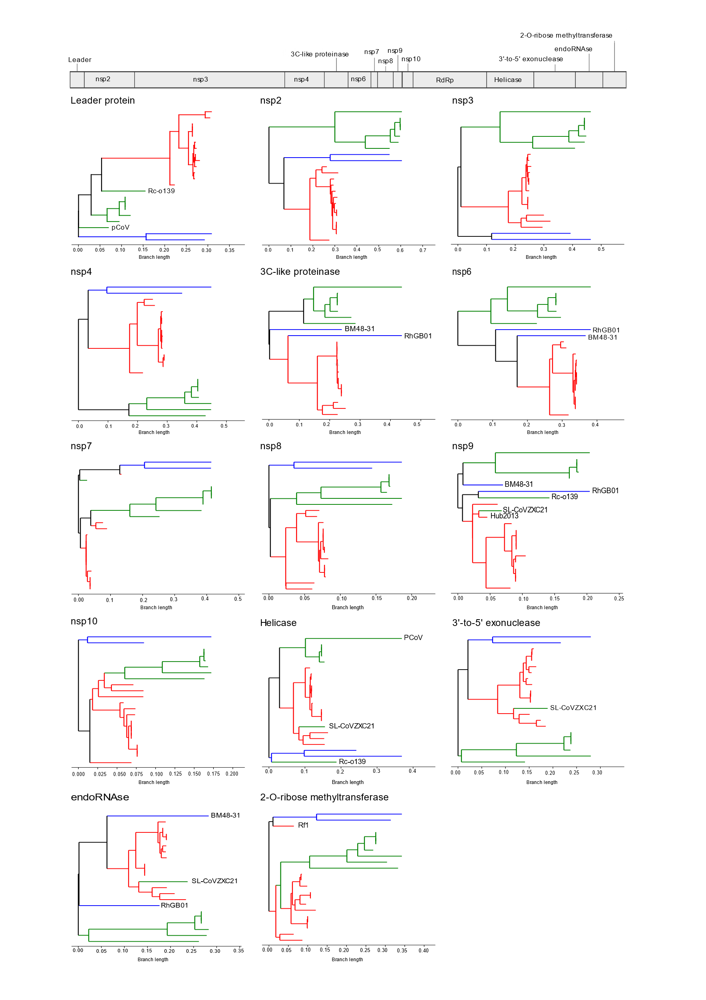 2-O-ribose methyltransferase
endoRNAse
3C-like proteinase
nsp7
nsp9
Leader
nsp8
nsp10
3'-to-5' exonuclease
nsp2
nsp3
nsp4
nsp6
RdRp
Helicase
Leader protein
nsp2
nsp3
Rc-o139
pCoV
0.00 0.05 0.10 0.15 0.20 0.25 0.30 0.35
Branch length
0.0 0.1 0.2 0.3 0.4 0.5 0.6 0.7
Branch length
0.0 0.1 0.2 0.3 0.4 0.5
Branch length
nsp4
3C-like proteinase
nsp6
BM48-31
RhGB01
RhGB01
BM48-31
0.0 0.1 0.2 0.3 0.4 0.5
Branch length
0.0 0.1 0.2 0.3 0.4 0.5
Branch length
0.0 0.1 0.2 0.3 0.4
Branch length
nsp7
nsp8
nsp9
BM48-31
RhGB01
Rc-o139
SL-CoVZXC21
Hub2013
0.00 0.1 0.2 0.3 0.4 0.5
Branch length
0.00 0.05 0.10 0.15 0.20
Branch length
0.00 0.05 0.10 0.15 0.20 0.25
Branch length
nsp10
Helicase
3'-to-5' exonuclease
PCoV
SL-CoVZXC21
Rc-o139
SL-CoVZXC21
0.000 0.025 0.050 0.075 0.100 0.125 0.150 0.175 0.200
Branch length
0.0 0.1 0.2 0.3 0.4
Branch length
0.00 0.05 0.10 0.15 0.20 0.25 0.30
Branch length
endoRNAse
2-O-ribose methyltransferase
BM48-31
SL-CoVZXC21
RhGB01
Rf1
0.00 0.05 0.10 0.15 0.20 0.25 0.30 0.35
Branch length
0.00 0.05 0.10 0.15 0.20 0.25 0.30 0.35 0.40
Branch length